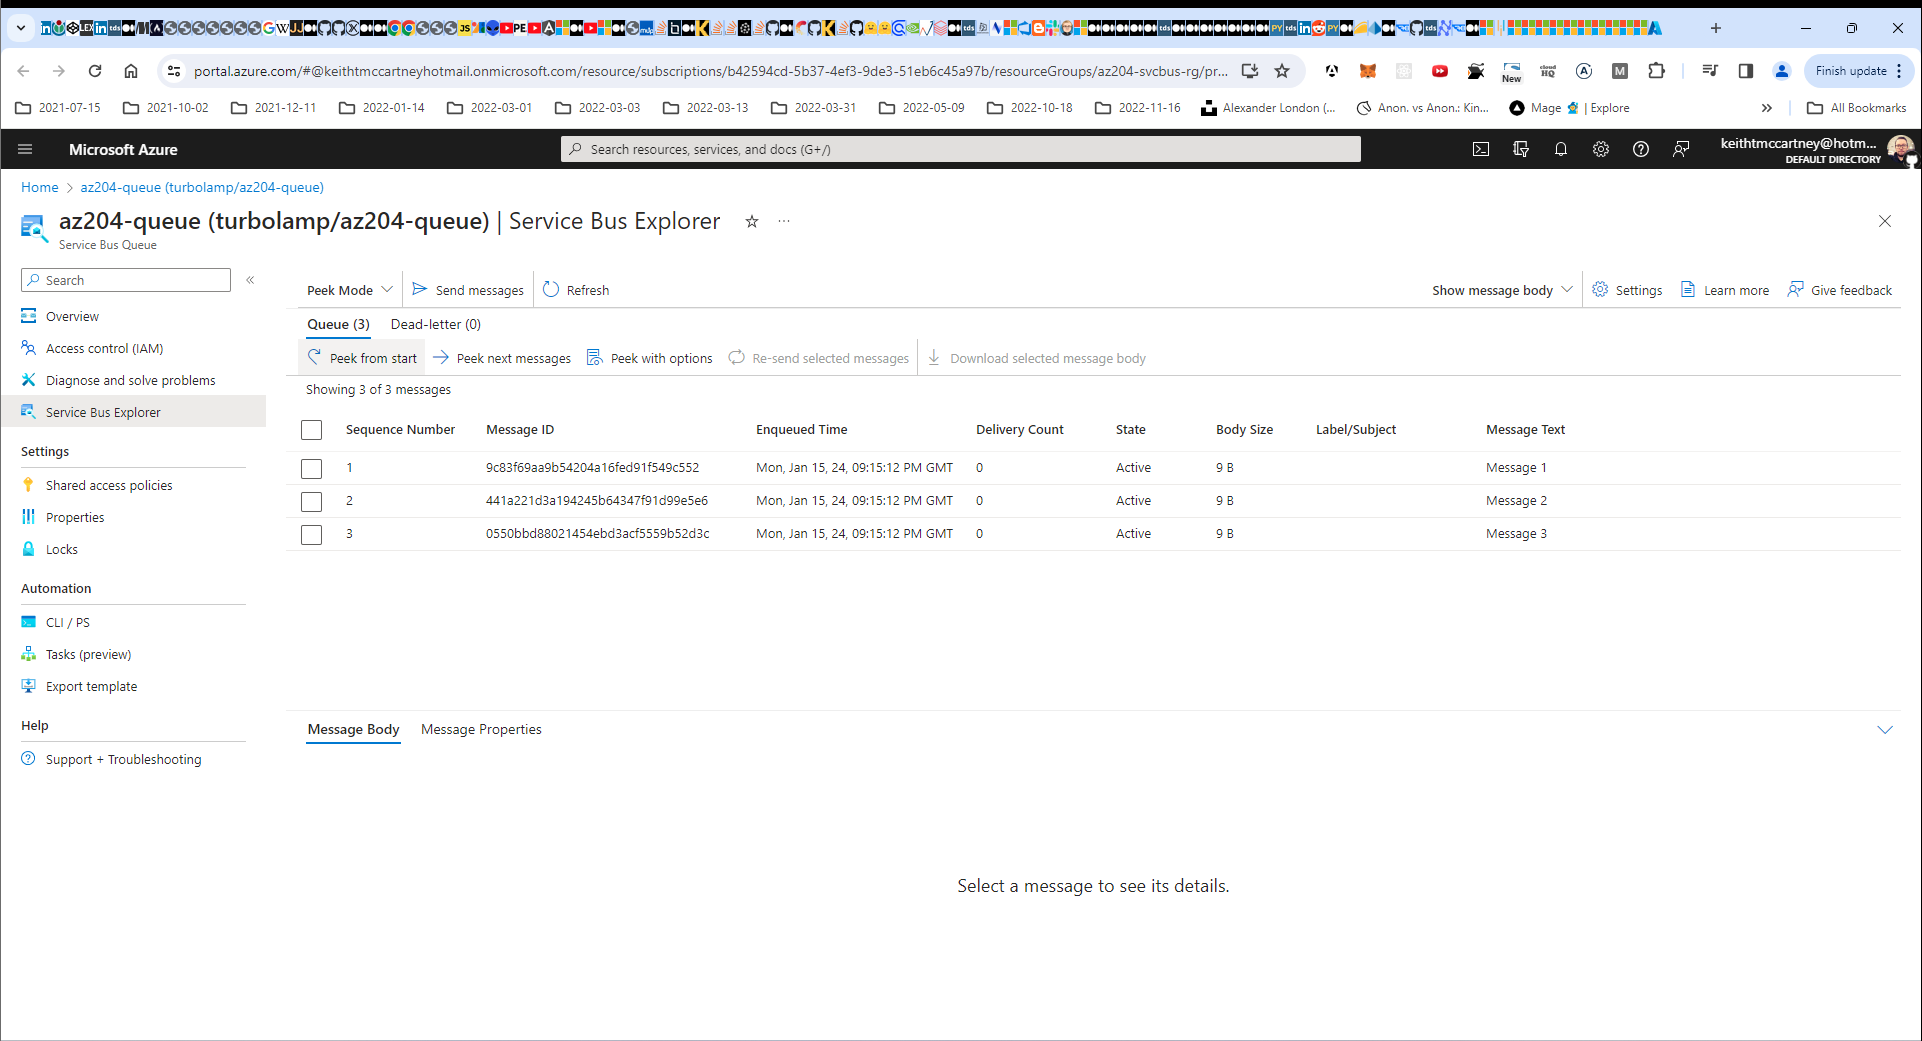 portal.azure.com/#@keithtmccartneyhotmail.onmicrosoft.com/resource/subscriptions/b42594cd-5b37-4ef3-9de3-51eb6c45a97b/resourceGroups/az204-svcbus-rg/pr...
New
Finish update
2021-07-15 2021-10-02 2021-12-11 2022-01-14 2022-03-01 2022-03-03 2022-03-13 2022-03-31 2022-05-09 2022-10-18 2022-11-16 Alexander London (... Anon. vs Anon.: Kin... Mage | Explore » All Bookmarks
Microsoft Azure
Search resources, services, and docs (G+/)
keithtmccartney@hotm...
DEFAULT DIRECTORY
Home > az204-queue (turbolamp/az204-queue)
az204-queue (turbolamp/az204-queue) | Service Bus Explorer ...
Service Bus Queue
Search «
Overview
Access control (IAM)
Diagnose and solve problems
Service Bus Explorer
Settings
Shared access policies
Properties
Locks
Automation
CLI / PS
Tasks (preview)
Export template
Help
Support + Troubleshooting
Peek Mode Send messages Refresh Show message body Settings Learn more Give feedback
Queue (3) Dead-letter (0)
Peek from start Peek next messages Peek with options Re-send selected messages Download selected message body
Showing 3 of 3 messages
Sequence Number Message ID Enqueued Time Delivery Count State Body Size Label/Subject Message Text
1 9c83f69aa9b54204a16fed91f549c552 Mon, Jan 15, 24, 09:15:12 PM GMT 0 Active 9 B Message 1
2 441a221d3a194245b64347f91d99e5e6 Mon, Jan 15, 24, 09:15:12 PM GMT 0 Active 9 B Message 2
3 0550bbd88021454ebd3acf5559b52d3c Mon, Jan 15, 24, 09:15:12 PM GMT 0 Active 9 B Message 3
Message Body Message Properties
Select a message to see its details.